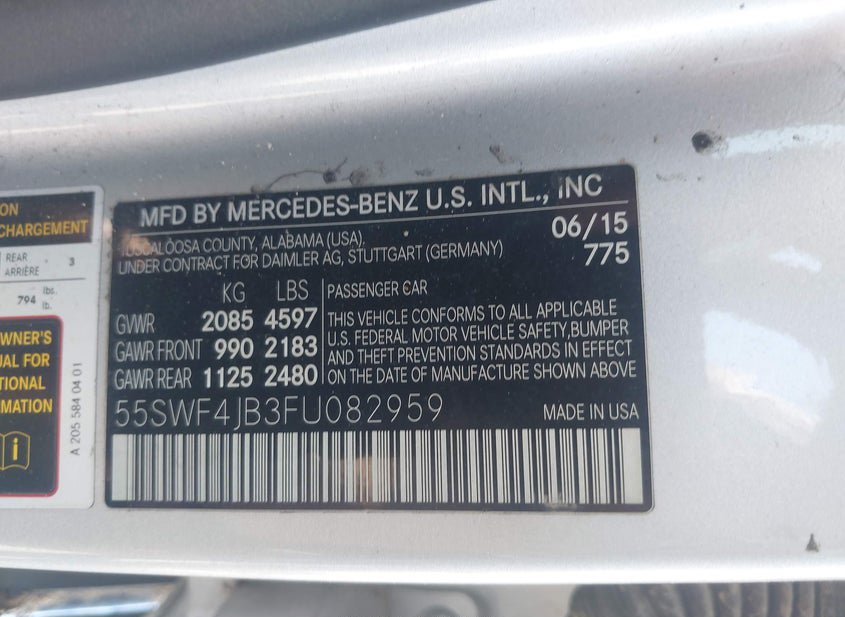 ON
CHARGEMENT
REAR
ARRIÈRE
3
794 lbs.
lb.
WNER'S
UAL FOR
TIONAL
RMATION
i
A 205 584 04 01
MFD BY MERCEDES-BENZ U.S. INTL., INC
TUSCALOOSA COUNTY, ALABAMA (USA),
UNDER CONTRACT FOR DAIMLER AG, STUTTGART (GERMANY)
06/15
775
KG LBS
GVWR 2085 4597
GAWR FRONT 990 2183
GAWR REAR 1125 2480
PASSENGER CAR
THIS VEHICLE CONFORMS TO ALL APPLICABLE
U.S. FEDERAL MOTOR VEHICLE SAFETY, BUMPER
AND THEFT PREVENTION STANDARDS IN EFFECT
ON THE DATE OF MANUFACTURE SHOWN ABOVE
55SWF4JB3FU082959
MADE IN USA